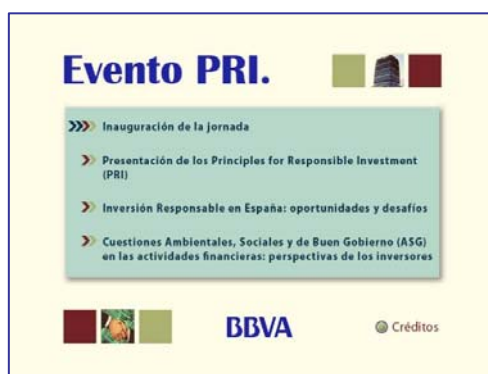 Evento PRI.
Inauguración de la jornada
Presentación de los Principles for Responsible Investment
(PRI)
Inversión Responsable en España: oportunidades y desafíos
Cuestiones Ambientales, Sociales y de Buen Gobierno (ASG)
en las actividades financieras: perspectivas de los inversores
BBVA
Créditos